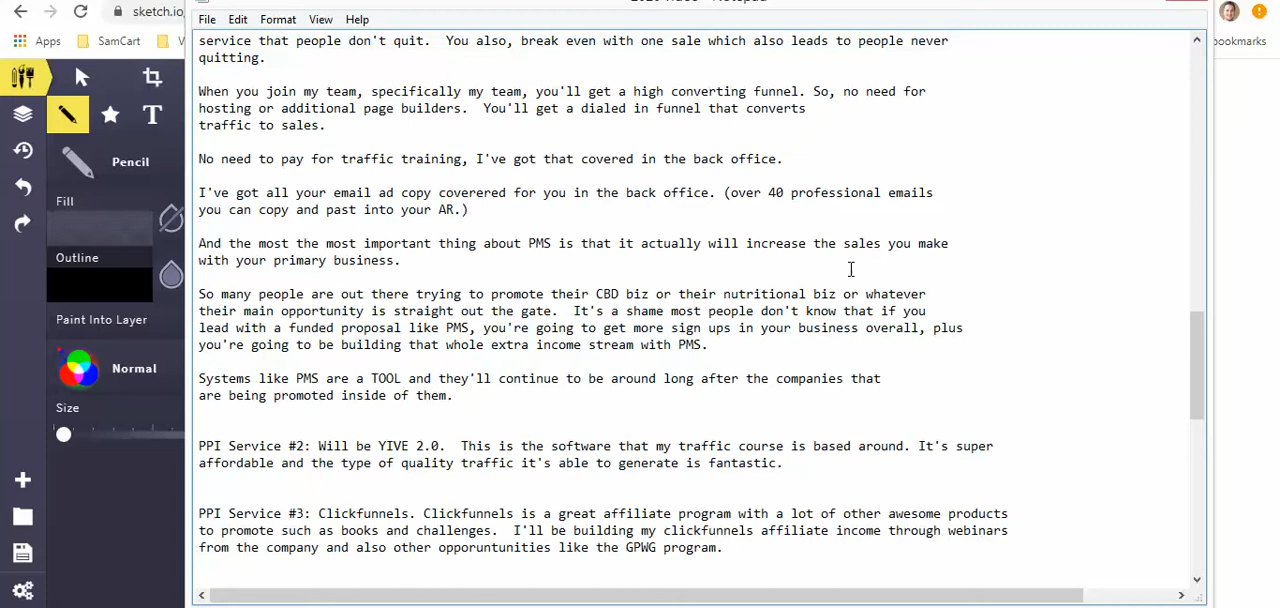 sketch.io
File Edit Format View Help
Apps SamCart
bookmarks
service that people don't quit. You also, break even with one sale which also leads to people never
quitting.
When you join my team, specifically my team, you'll get a high converting funnel. So, no need for
hosting or additional page builders. You'll get a dialed in funnel that converts
traffic to sales.
No need to pay for traffic training, I've got that covered in the back office.
I've got all your email ad copy coverered for you in the back office. (over 40 professional emails
you can copy and past into your AR.)
And the most the most important thing about PMS is that it actually will increase the sales you make
with your primary business.
So many people are out there trying to promote their CBD biz or their nutritional biz or whatever
their main opportunity is straight out the gate. It's a shame most people don't know that if you
lead with a funded proposal like PMS, you're going to get more sign ups in your business overall, plus
you're going to be building that whole extra income stream with PMS.
Systems like PMS are a TOOL and they'll continue to be around long after the companies that
are being promoted inside of them.
PPI Service #2: Will be YIVE 2.0. This is the software that my traffic course is based around. It's super
affordable and the type of quality traffic it's able to generate is fantastic.
PPI Service #3: Clickfunnels. Clickfunnels is a great affiliate program with a lot of other awesome products
to promote such as books and challenges. I'll be building my clickfunnels affiliate income through webinars
from the company and also other opporuntunities like the GPWG program.
T
Pencil
Fill
Outline
Paint Into Layer
Normal
Size